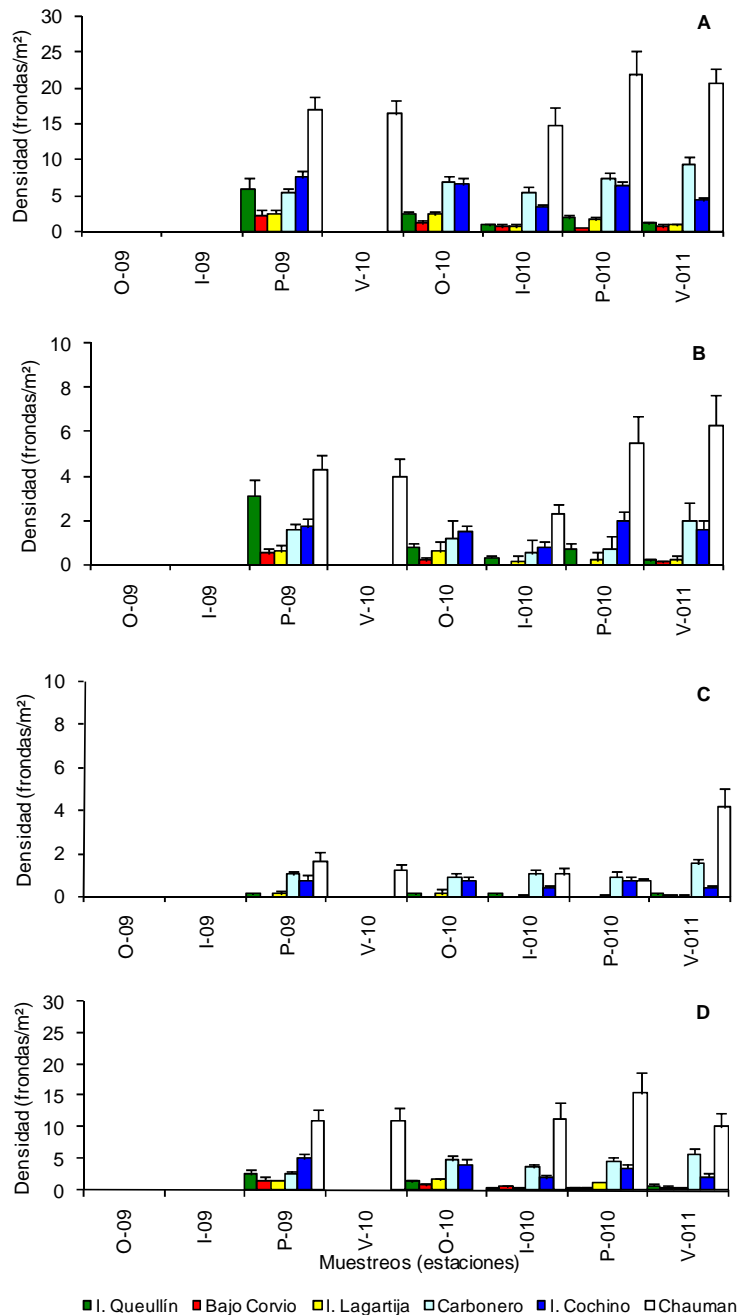 A
Densidad (frondas/m²)
30
25
20
15
10
5
0
O-09
I-09
P-09
V-10
O-10
I-010
P-010
V-011
B
Densidad (frondas/m²)
10
8
6
4
2
0
O-09
I-09
P-09
V-10
O-10
I-010
P-010
V-011
C
Densidad (frondas/m²)
10
8
6
4
2
0
O-09
I-09
P-09
V-10
O-10
I-010
P-010
V-011
D
Densidad (frondas/m²)
30
25
20
15
10
5
0
O-09
I-09
P-09
V-10
O-10
I-010
P-010
V-011
Muestreos (estaciones)
I. Queullín Bajo Corvio I. Lagartija Carbonero I. Cochino Chauman